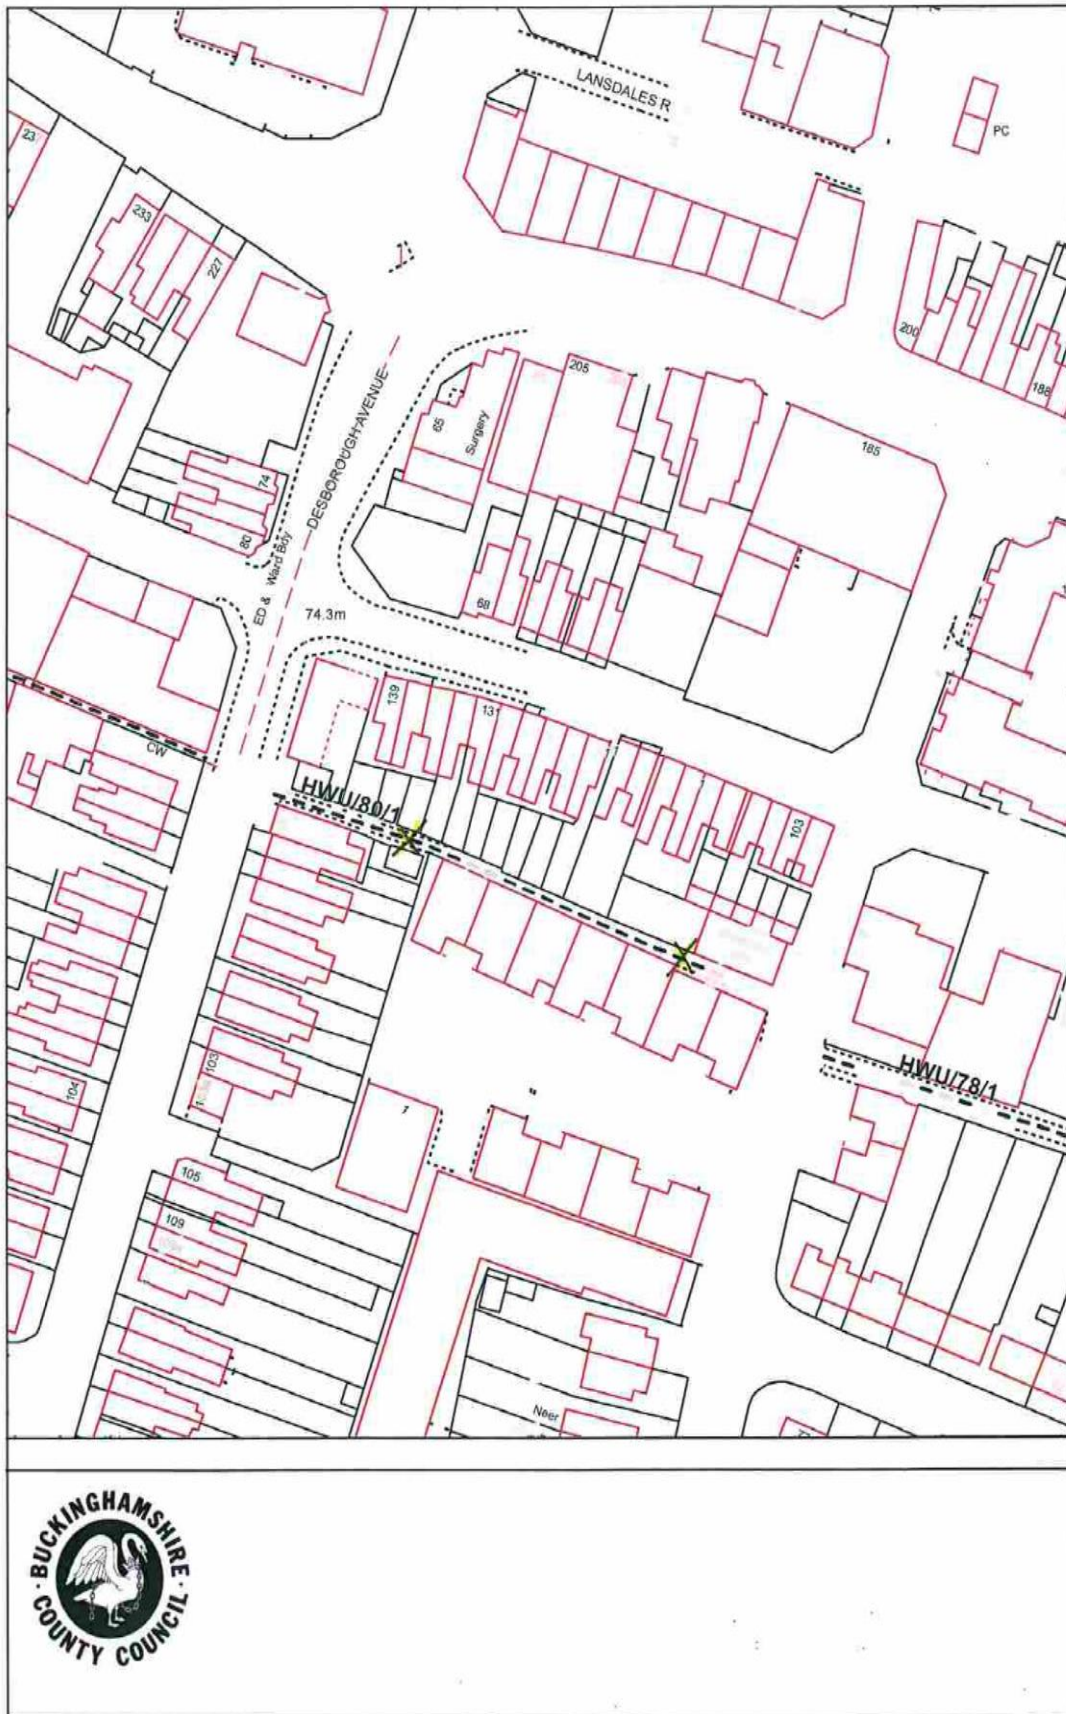 LANSDALES R
PC
23
233
227
200
188
205
65
Surgery
185
DESBOROUGH AVENUE
74
80
ED & Ward Bdy
68
74.3m
139
131
CW
HWU/80/1
103
HWU/78/1
103
104
7
105
109
Neer
BUCKINGHAMSHIRE
COUNTY COUNCIL